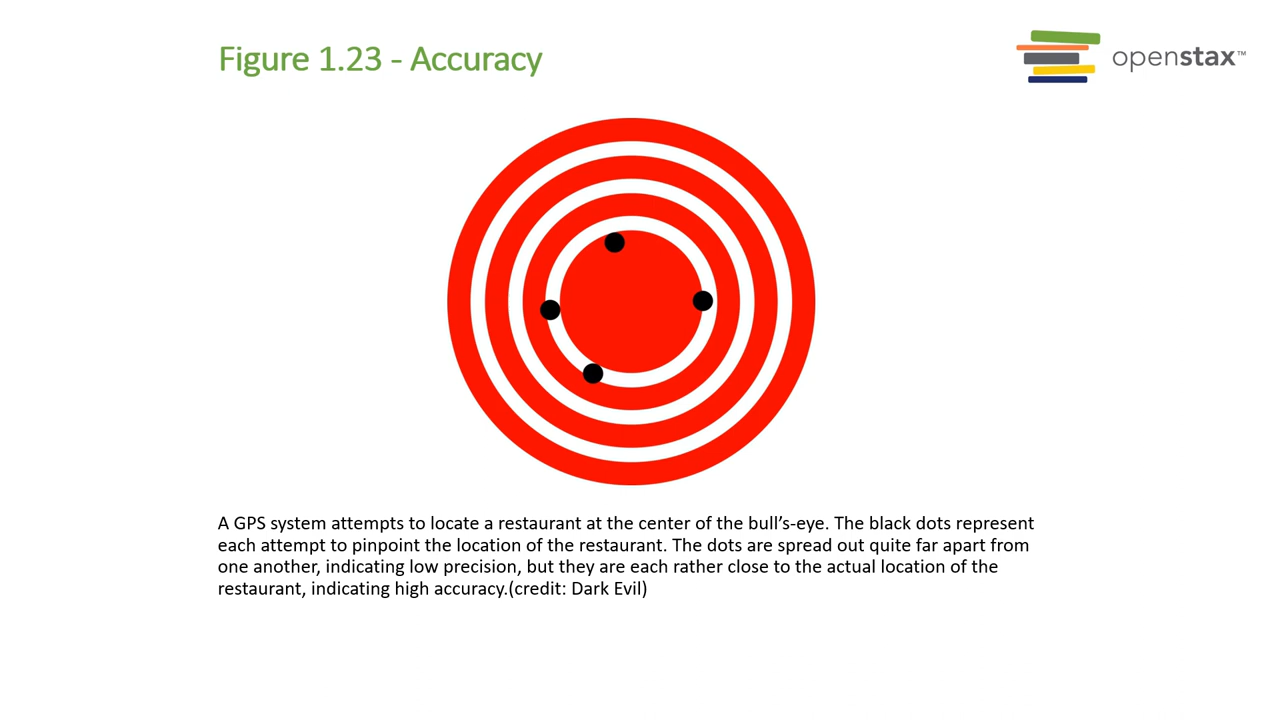 Figure 1.23 - Accuracy
openstax™
A GPS system attempts to locate a restaurant at the center of the bull’s-eye. The black dots represent
each attempt to pinpoint the location of the restaurant. The dots are spread out quite far apart from
one another, indicating low precision, but they are each rather close to the actual location of the
restaurant, indicating high accuracy.(credit: Dark Evil)